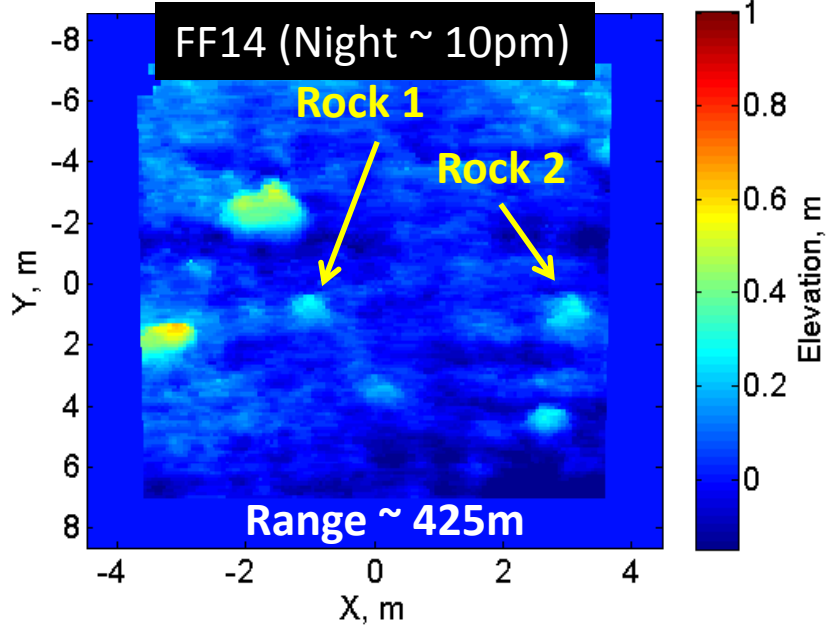 FF14 (Night ~ 10pm)
Rock 1
Rock 2
Range ~ 425m
-8
-6
-4
-2
0
2
4
6
8
Y, m
-4
-2
0
2
4
X, m
1
0.8
0.6
0.4
0.2
0
Elevation, m